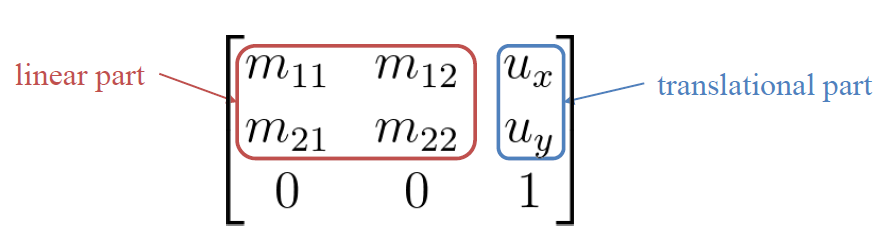 linear part
m11 m12 ux
translational part
m21 m22 uy
0 0 1